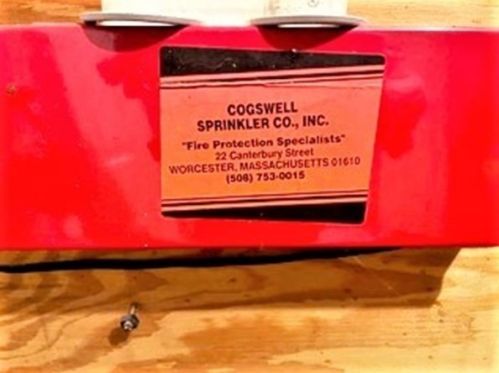 COGSWELL
SPRINKLER CO., INC.
"Fire Protection Specialists"
22 Canterbury Street
WORCESTER, MASSACHUSETTS 01610
(508) 753-0015